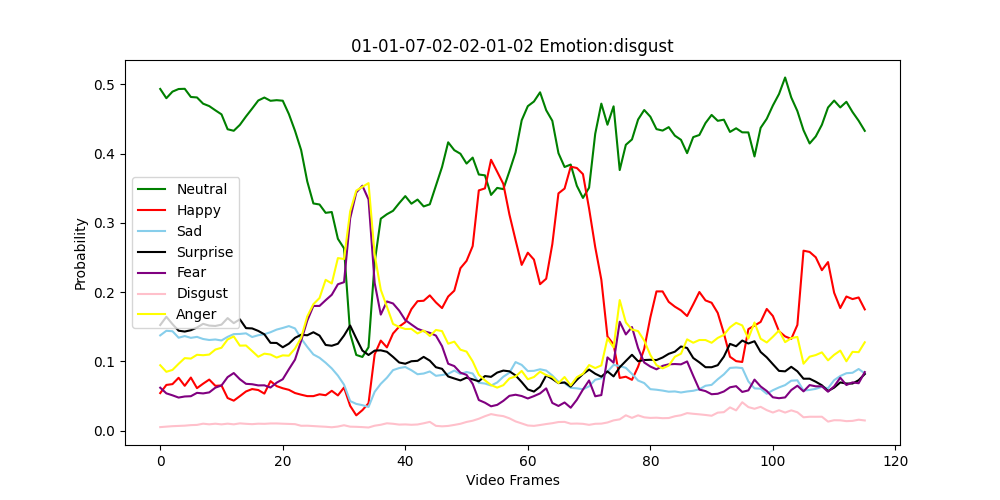 01-01-07-02-02-01-02 Emotion:disgust
0.5
0.4
0.3
0.2
0.1
0.0
Probability
Neutral
Happy
Sad
Surprise
Fear
Disgust
Anger
0 20 40 60 80 100 120
Video Frames